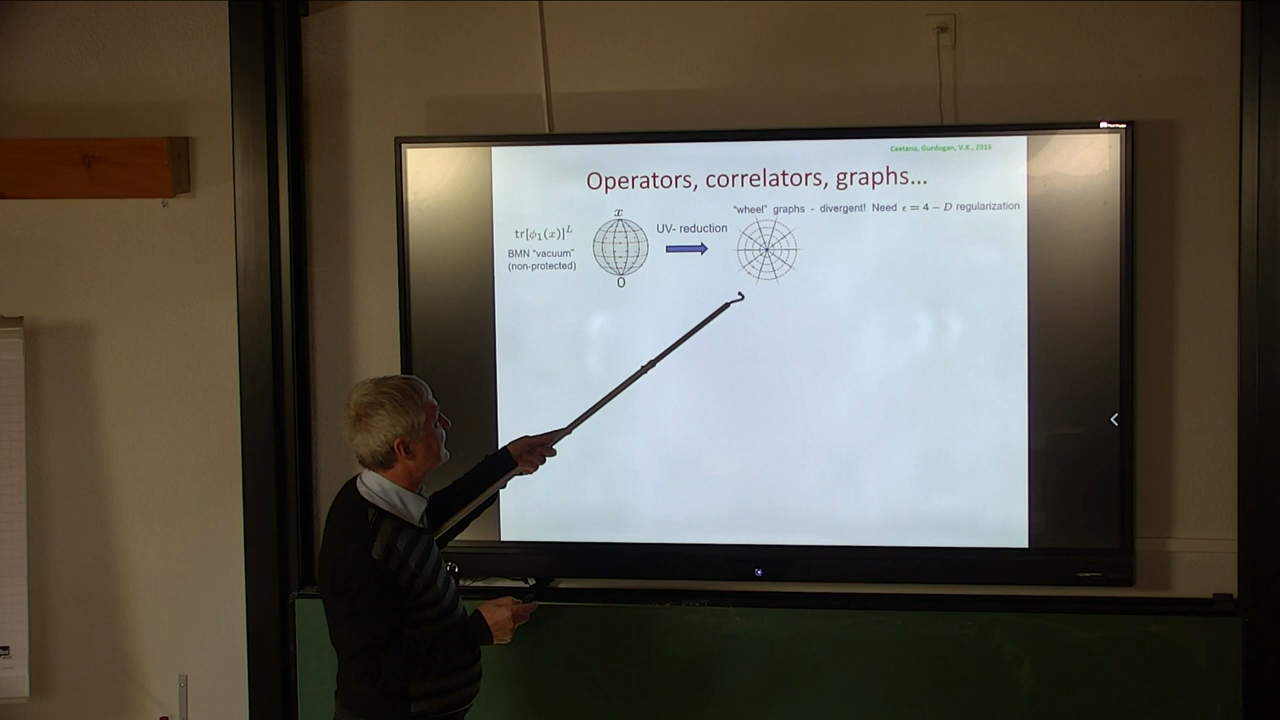 Caetano, Gurdogan, V.K., 2016
Operators, correlators, graphs...
"wheel" graphs - divergent! Need ϵ = 4 − D regularization
x
UV- reduction
tr[ϕ₁(x)]ᴸ
BMN "vacuum"
(non-protected)
0